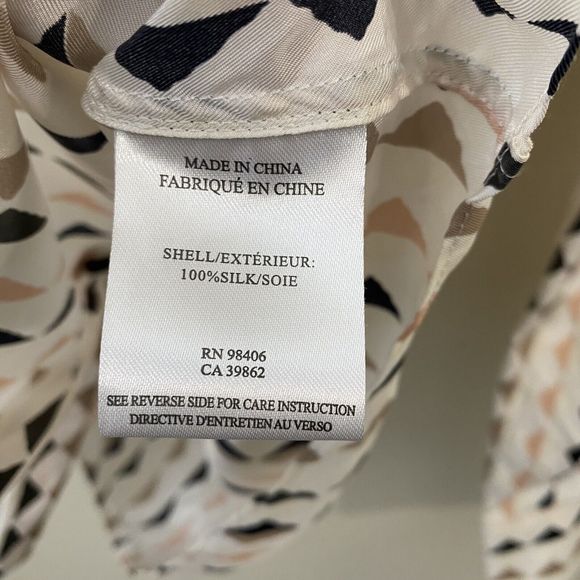 MADE IN CHINA
FABRIQUÉ EN CHINE
SHELL/EXTÉRIEUR:
100%SILK/SOIE
RN 98406
CA 39862
SEE REVERSE SIDE FOR CARE INSTRUCTION
DIRECTIVE D'ENTRETIEN AU VERSO